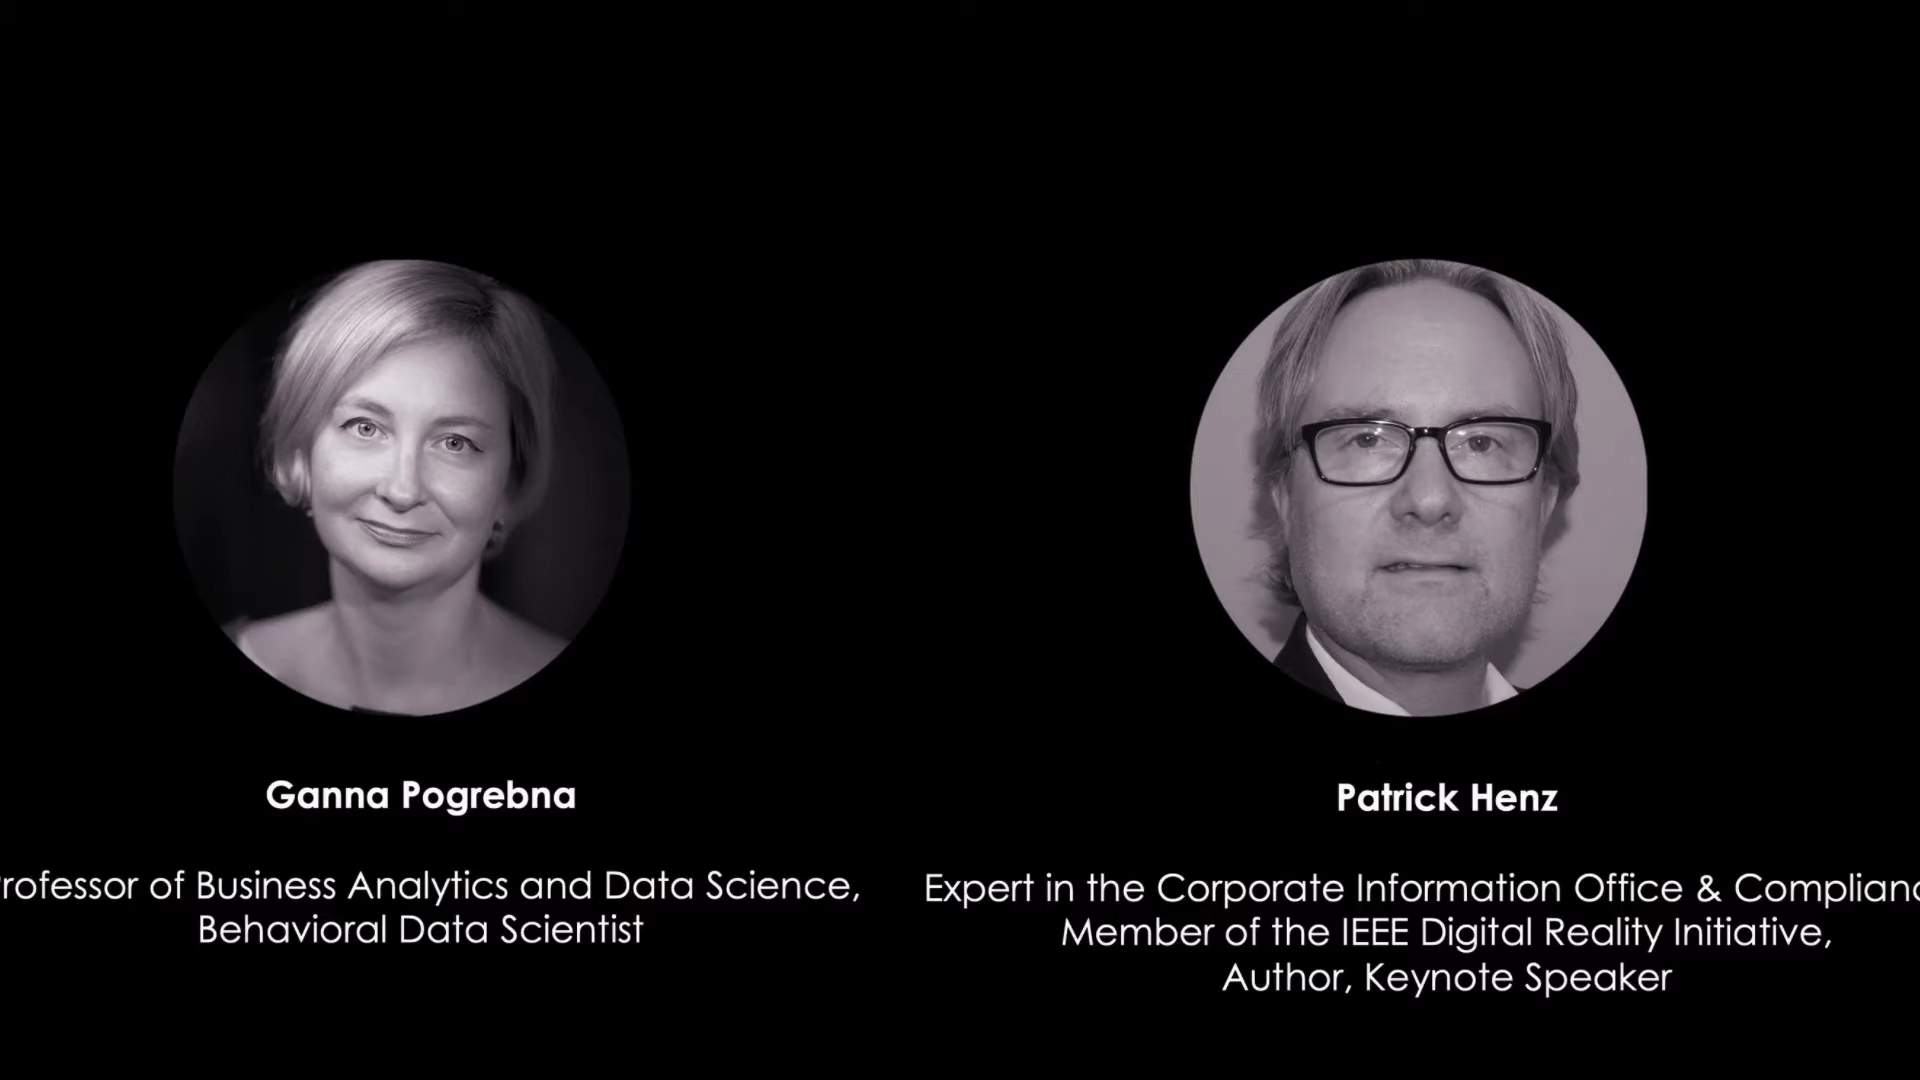 Ganna Pogrebna
rofessor of Business Analytics and Data Science,
Behavioral Data Scientist
Patrick Henz
Expert in the Corporate Information Office & Complianc
Member of the IEEE Digital Reality Initiative,
Author, Keynote Speaker